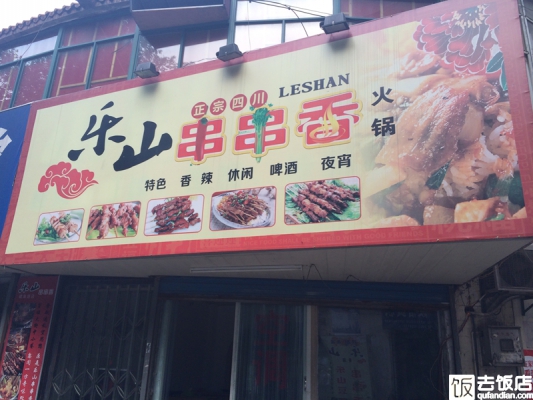 正宗四川
LESHAN
乐山串串香火锅
特色 香辣 休闲 啤酒 夜宵
饭去饭店
qufandian.com